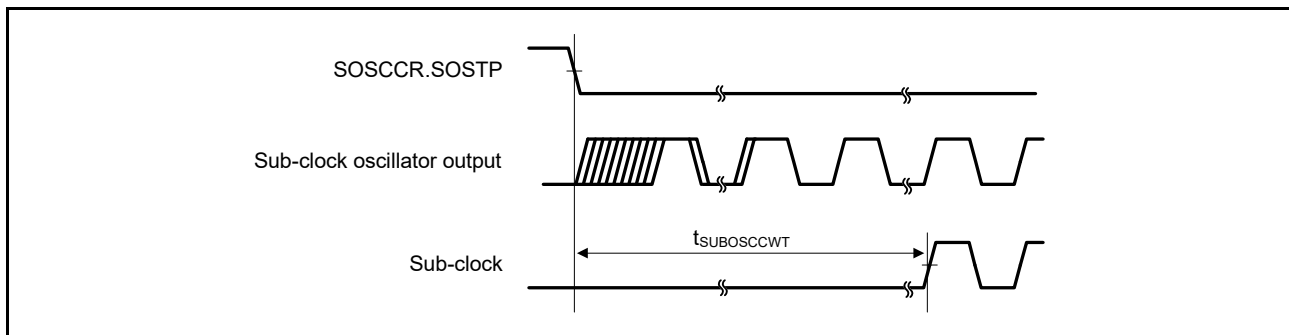 SOSCCR.SOSTP
Sub-clock oscillator output
tSUBOSCCWT
Sub-clock